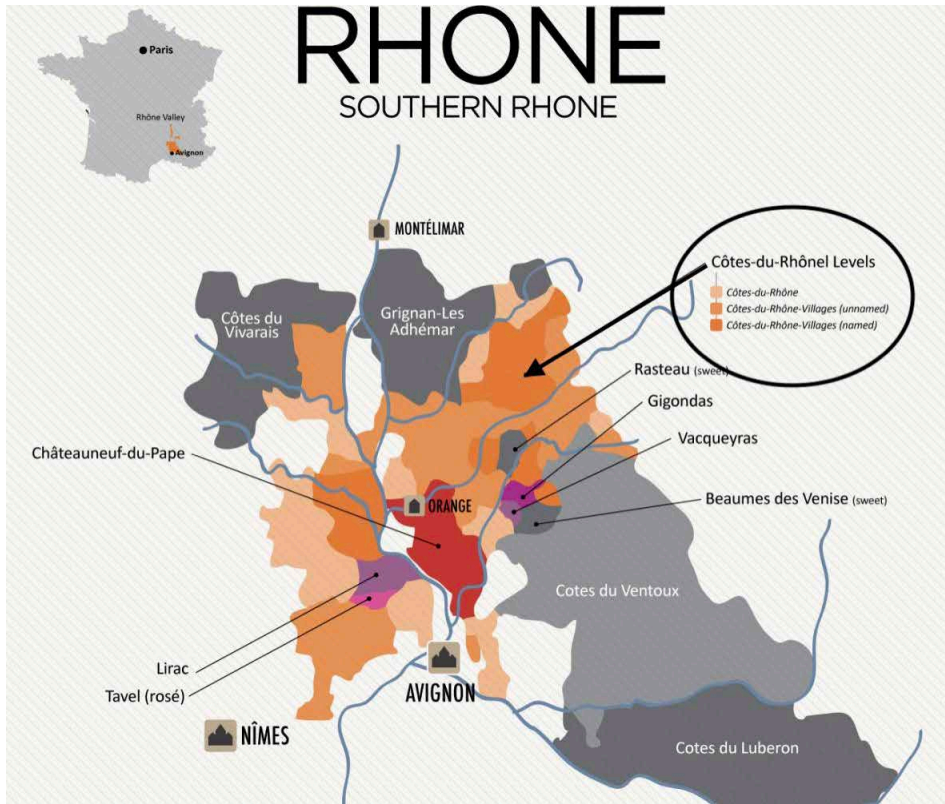 RHONE
SOUTHERN RHONE
Paris
Rhône Valley
Avignon
MONTÉLIMAR
Côtes-du-Rhônel Levels
Côtes-du-Rhône
Côtes-du-Rhône-Villages (unnamed)
Côtes-du-Rhône-Villages (named)
Côtes du
Vivarais
Grignan-Les
Adhémar
Rasteau (sweet)
Gigondas
Vacqueyras
Châteauneuf-du-Pape
Beaumes des Venise (sweet)
ORANGE
Cotes du Ventoux
Lirac
Tavel (rosé)
AVIGNON
NÎMES
Cotes du Luberon